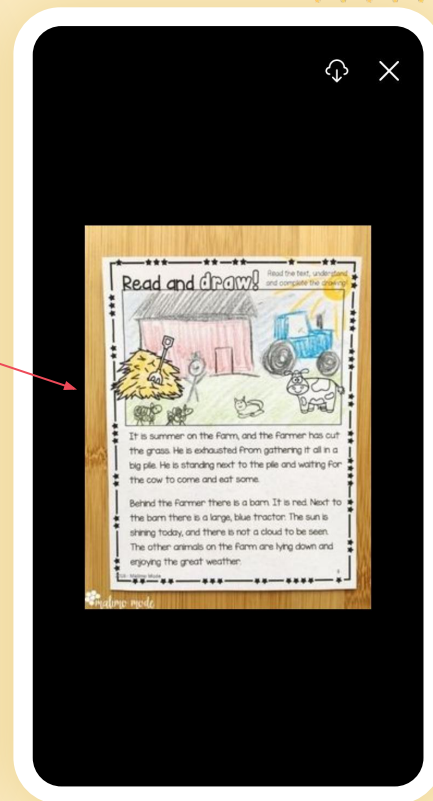 Read and draw!
Read the text, understand
and complete the drawing!
It is summer on the farm, and the farmer has cut
the grass. He is exhausted from gathering it all in a
big pile. He is standing next to the pile and waiting for
the cow to come and eat some.
Behind the farmer there is a barn. It is red. Next to
the barn there is a large, blue tractor. The sun is
shining today, and there is not a cloud to be seen.
The other animals on the farm are lying down and
enjoying the great weather.
Malimo Mode
malimo mode